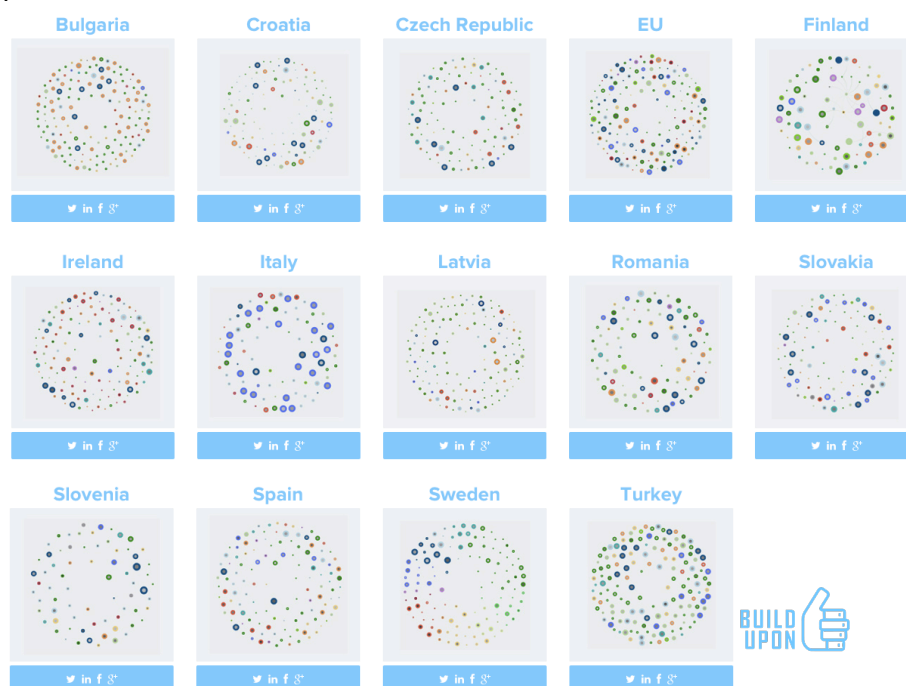 Bulgaria Croatia Czech Republic EU Finland
in f g+ in f g+ in f g+ in f g+ in f g+
Ireland Italy Latvia Romania Slovakia
in f g+ in f g+ in f g+ in f g+ in f g+
Slovenia Spain Sweden Turkey
BUILD
UPON
in f g+ in f g+ in f g+ in f g+